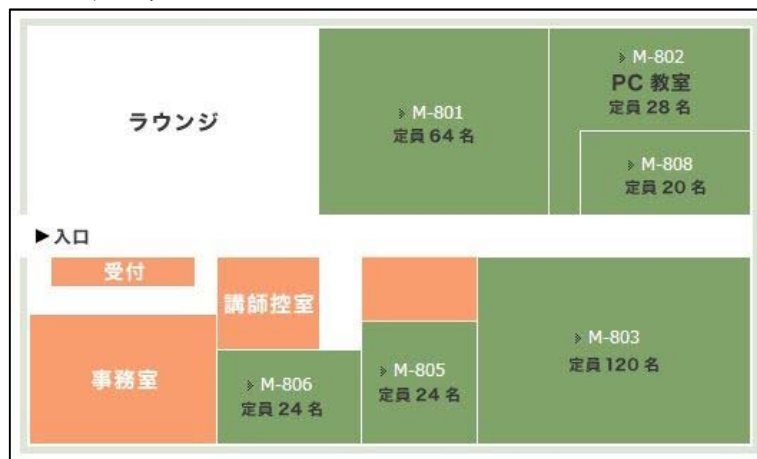 ラウンジ
M-801
定員 64 名
M-802
PC 教室
定員 28 名
M-808
定員 20 名
▶入口
受付
講師控室
事務室
M-806
定員 24 名
M-805
定員 24 名
M-803
定員 120 名